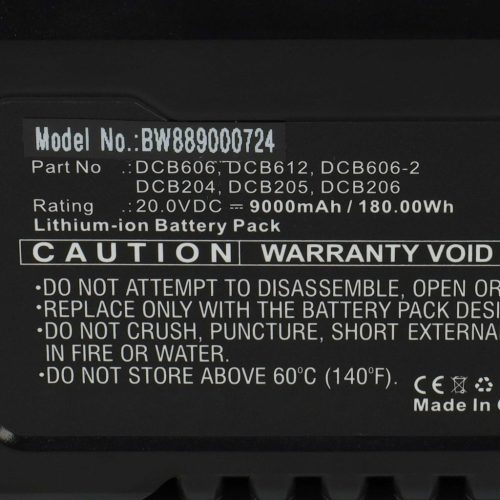 Model No.:BW889000724
Part No .:DCB606, DCB612, DCB606-2
DCB204, DCB205, DCB206
Rating .:20.0VDC ⎓ 9000mAh / 180.00Wh
Lithium-ion Battery Pack
CAUTION WARRANTY VOID
•DO NOT ATTEMPT TO DISASSEMBLE, OPEN OR
•REPLACE ONLY WITH THE BATTERY PACK DESI
•DO NOT CRUSH, PUNCTURE, SHORT EXTERNA
IN FIRE OR WATER.
•DO NOT STORE ABOVE 60°C (140°F).
CE
Made In